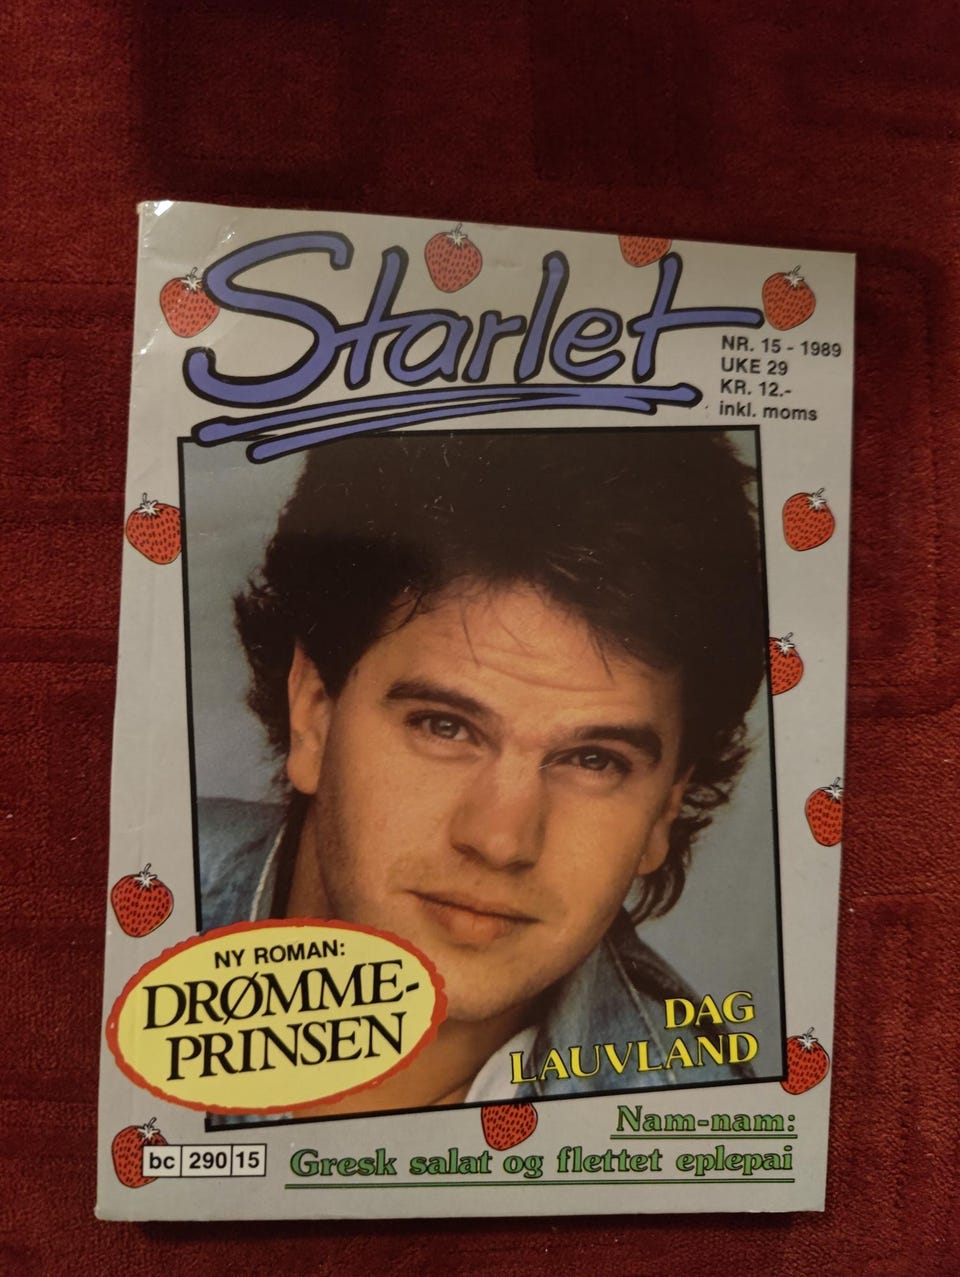 Starlet
NR. 15 - 1989
UKE 29
KR. 12.-
inkl. moms
NY ROMAN:
DRØMME-
PRINSEN
DAG
LAUVLAND
Nam-nam:
Gresk salat og flettet eplepai
bc 290 15